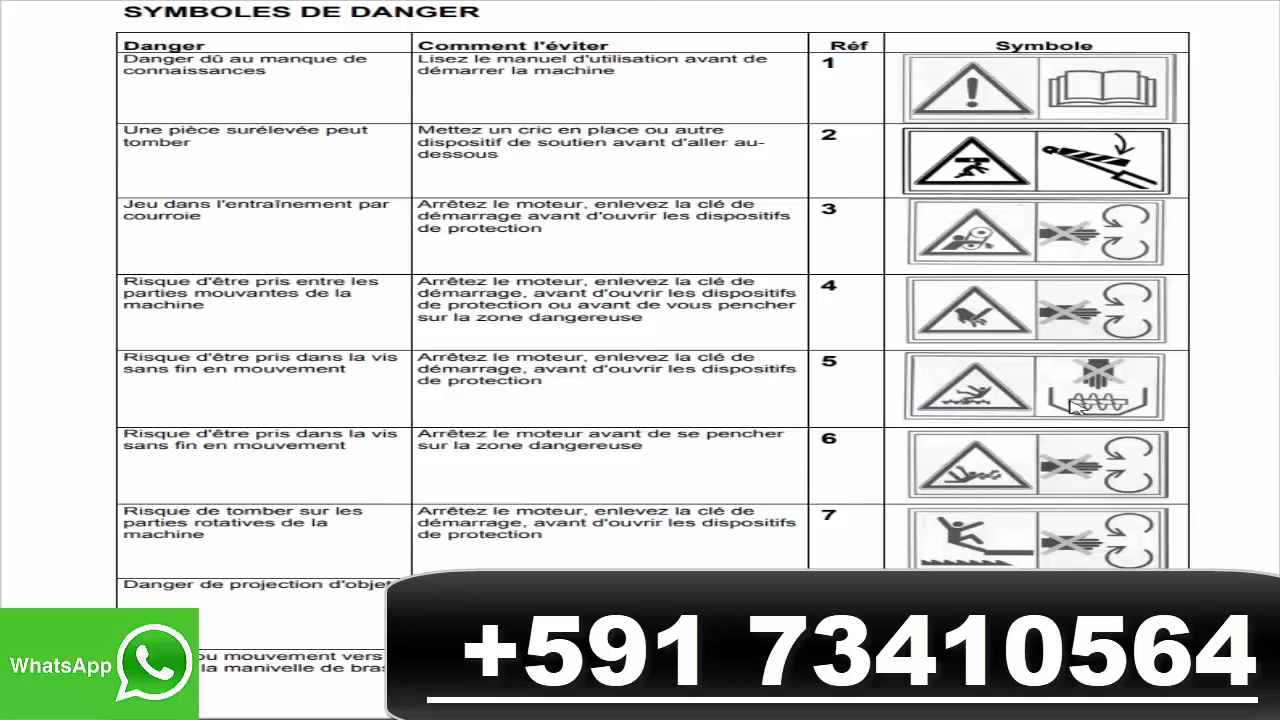 SYMBOLES DE DANGER
Danger Comment l'éviter Réf Symbole
Danger dû au manque de
connaissances
Lisez le manuel d'utilisation avant de
démarrer la machine
1
Une pièce surélevée peut
tomber
Mettez un cric en place ou autre
dispositif de soutien avant d'aller au-
dessous
2
Jeu dans l'entraînement par
courroie
Arrêtez le moteur, enlevez la clé de
démarrage avant d'ouvrir les dispositifs
de protection
3
Risque d'être pris entre les
parties mouvantes de la
machine
Arrêtez le moteur, enlevez la clé de
démarrage, avant d'ouvrir les dispositifs
de protection ou avant de vous pencher
sur la zone dangereuse
4
Risque d'être pris dans la vis
sans fin en mouvement
Arrêtez le moteur, enlevez la clé de
démarrage, avant d'ouvrir les dispositifs
de protection
5
Risque d'être pris dans la vis
sans fin en mouvement
Arrêtez le moteur avant de se pencher
sur la zone dangereuse
6
Risque de tomber sur les
parties rotatives de la
machine
Arrêtez le moteur, enlevez la clé de
démarrage, avant d'ouvrir les dispositifs
de protection
7
Danger de projection d'objet
ou mouvement vers
la manivelle de bras
WhatsApp
+591 73410564